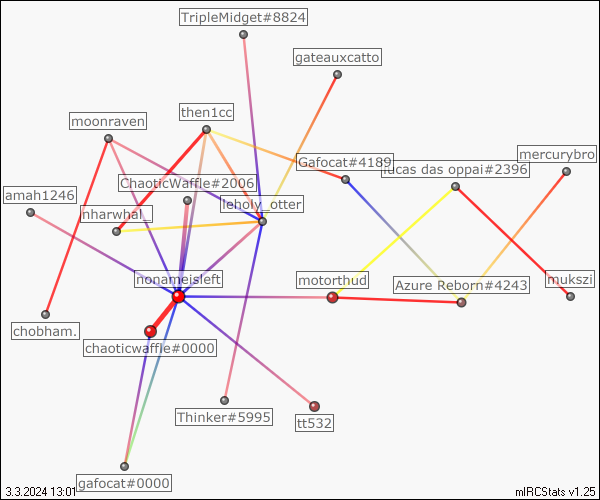 TripleMidget#8824
gateauxcatto
then1cc
moonraven
mercurybro
Gafocat#4189
lucas das oppai#2396
ChaoticWaffle#2006
amah1246
leholy_otter
nharwhal_
nonameisleft
motorthud
Azure Reborn#4243
mukszi
chobham.
chaoticwaffle#0000
Thinker#5995
tt532
gafocat#0000
3.3.2024 13:01
mIRCStats v1.25